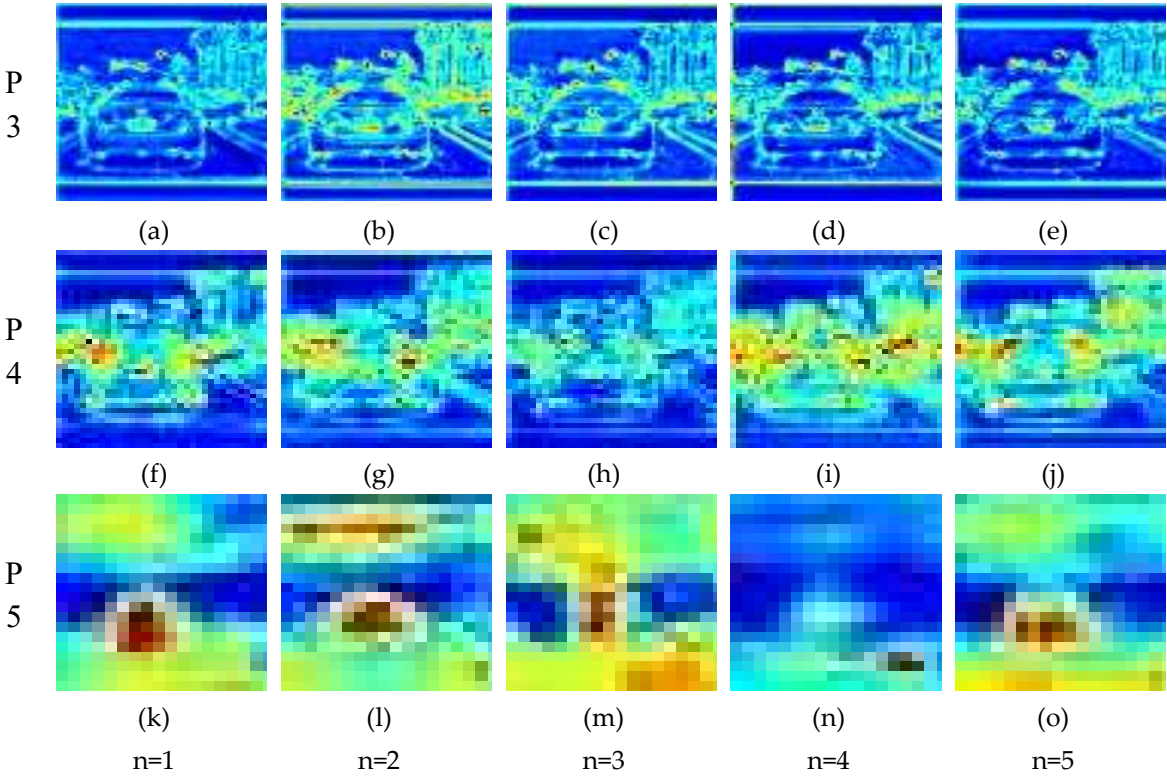 P
3
(a) (b) (c) (d) (e)
P
4
(f) (g) (h) (i) (j)
P
5
(k) (l) (m) (n) (o)
n=1 n=2 n=3 n=4 n=5